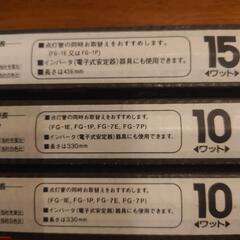 ■点灯管の同時お取替えをおすすめします。
(FG-1E又はFG-1P)
■インバータ(電子式安定器)器具にも使用できます。
■長さは436mm
15
ワット
■点灯管の同時お取替えをおすすめします。
(FG-1E, FG-1P, FG-7E, FG-7P)
■インバータ(電子式安定器)器具にも使用できます。
■長さは330mm
10
ワット
■点灯管の同時お取替えをおすすめします。
(FG-1E, FG-1P, FG-7E, FG-7P)
■インバータ(電子式安定器)器具にも使用できます。
■長さは330mm
10
ワット